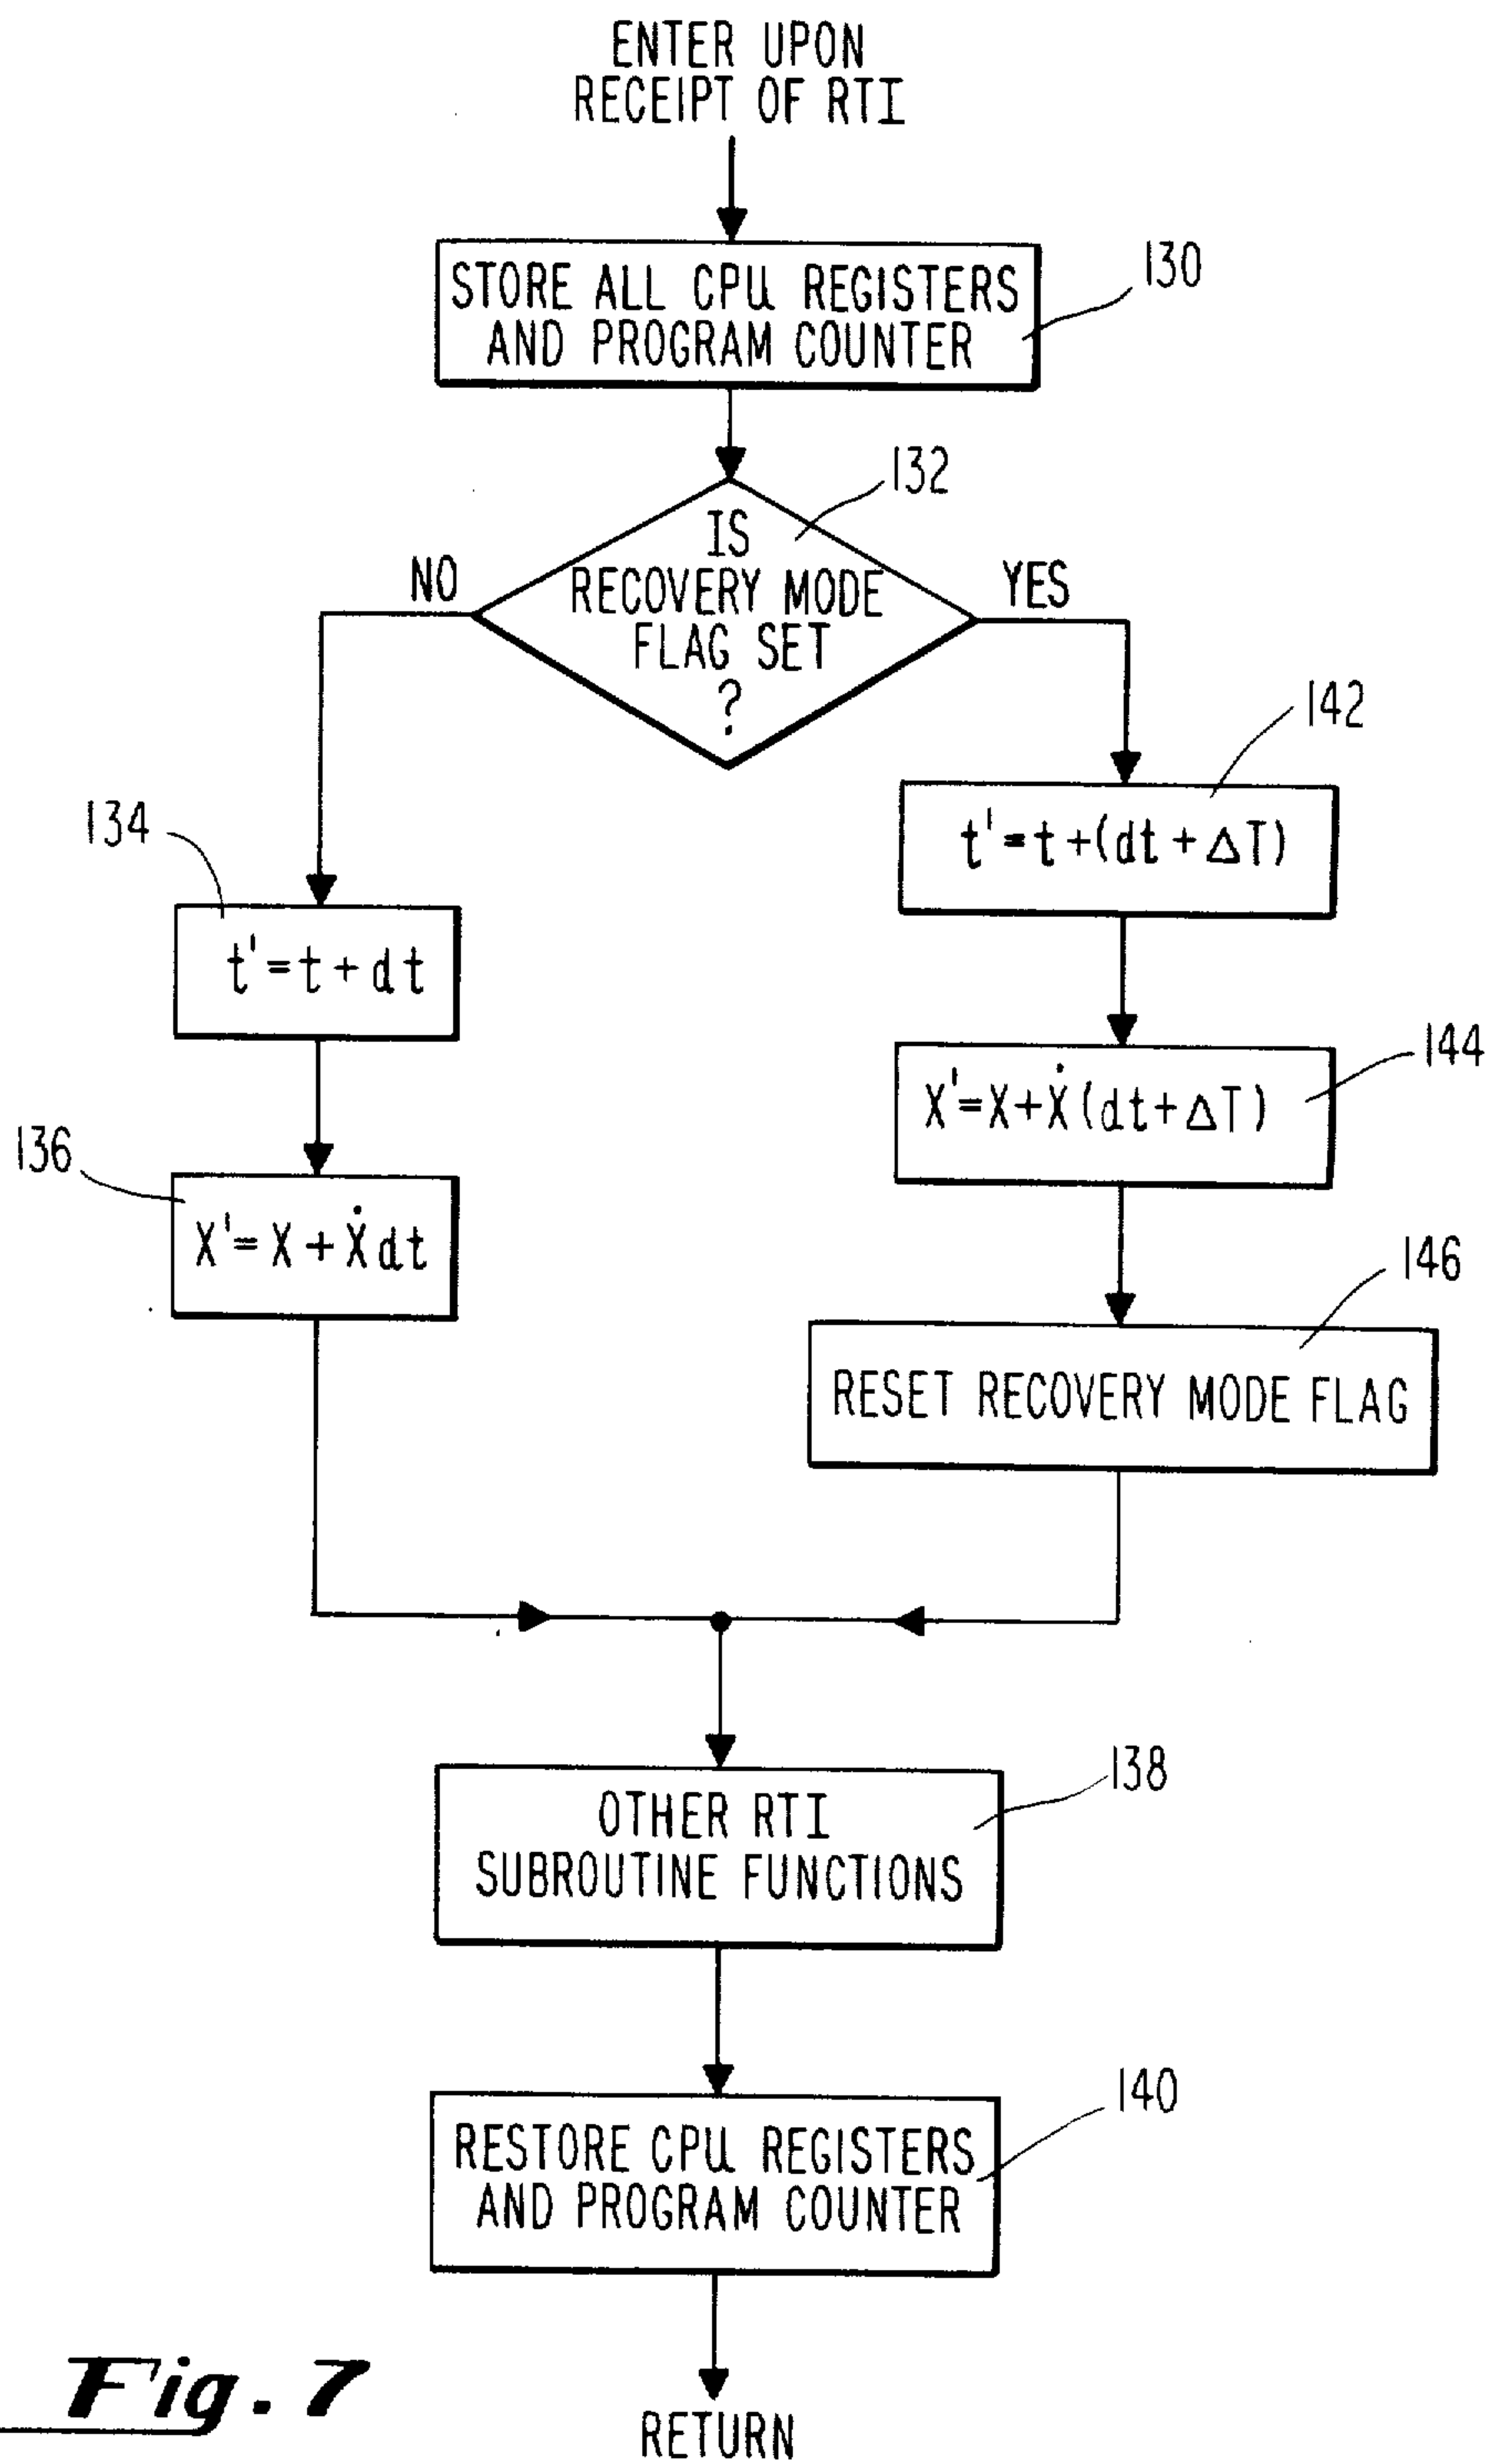 ENTER UPON
RECEIPT OF RTI
STORE ALL CPU REGISTERS
AND PROGRAM COUNTER
130
132
IS
RECOVERY MODE
FLAG SET
?
NO
YES
142
t'=t+(dt+ΔT)
134
t'=t+dt
144
X'=X+Ẋ(dt+ΔT)
136
X'=X+Ẋdt
146
RESET RECOVERY MODE FLAG
138
OTHER RTI
SUBROUTINE FUNCTIONS
140
RESTORE CPU REGISTERS
AND PROGRAM COUNTER
RETURN
Fig. 7